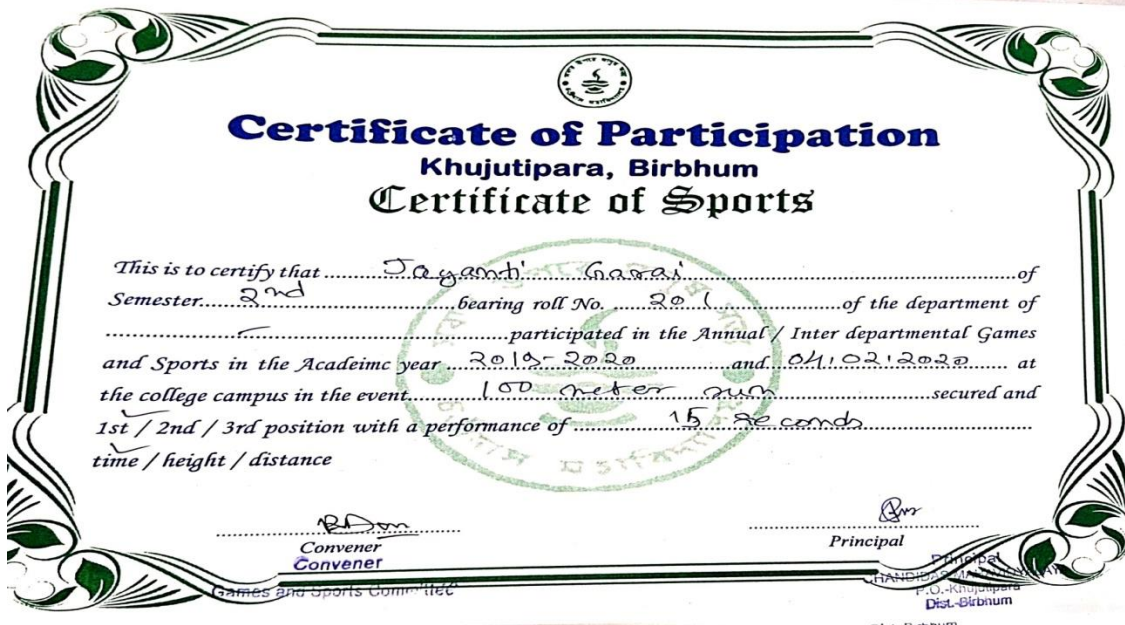 Certificate of Participation
Khujutipara, Birbhum
Certificate of Sports
This is to certify that ..........Jayanti Garai..........of
Semester......2nd......bearing roll No. ......201......of the department of
....................participated in the Annual / Inter departmental Games
and Sports in the Acadeimc year ....2019-2020....and 04.02.2020 at
the college campus in the event..........100 meter run..........secured and
1st / 2nd / 3rd position with a performance of ..........15 Seconds..........
time / height / distance
Convener
Principal
Convener
Principal
Games and Sports Committee
CHANDIDAS MAHAVIDYALAYA
P.O.-Khujutipara
Dist.-Birbhum